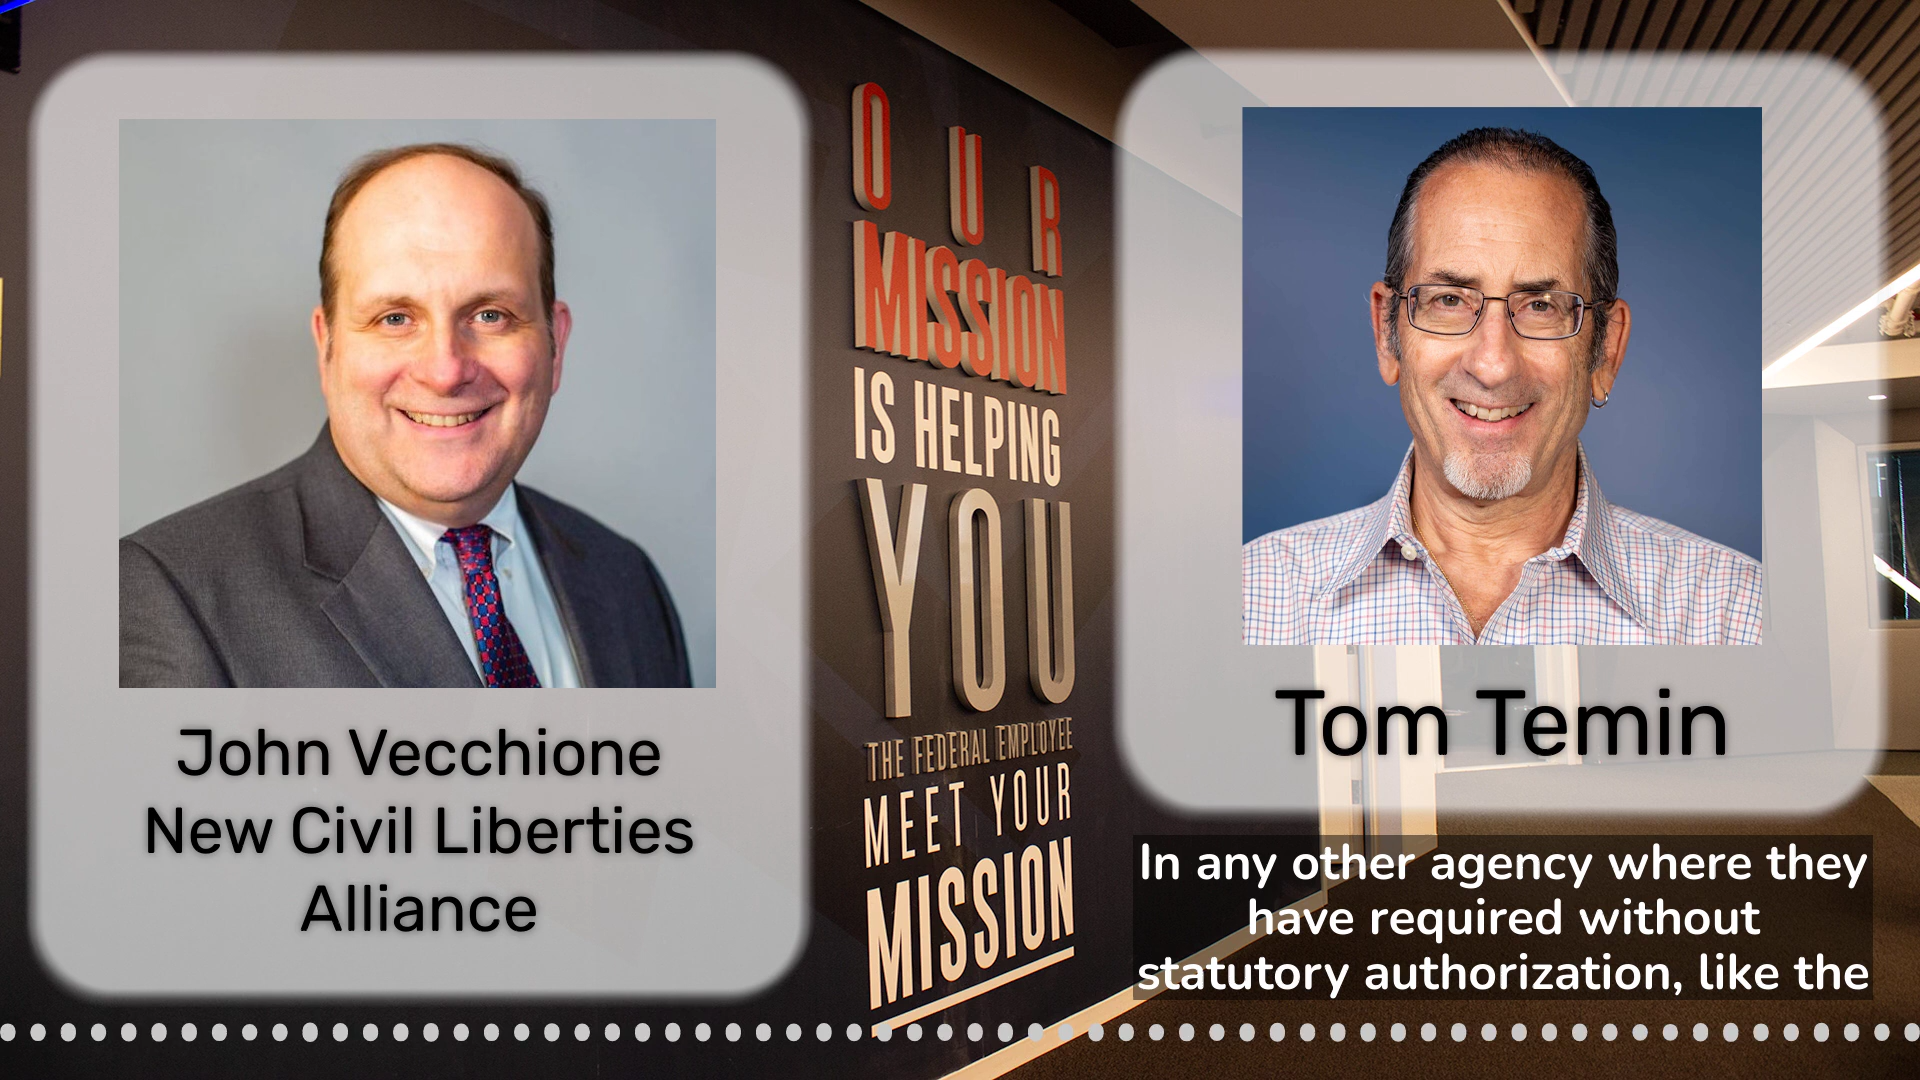 John Vecchione
New Civil Liberties
Alliance
OUR
MISSION
IS HELPING
YOU
THE FEDERAL EMPLOYEE
MEET YOUR
MISSION
Tom Temin
In any other agency where they
have required without
statutory authorization, like the